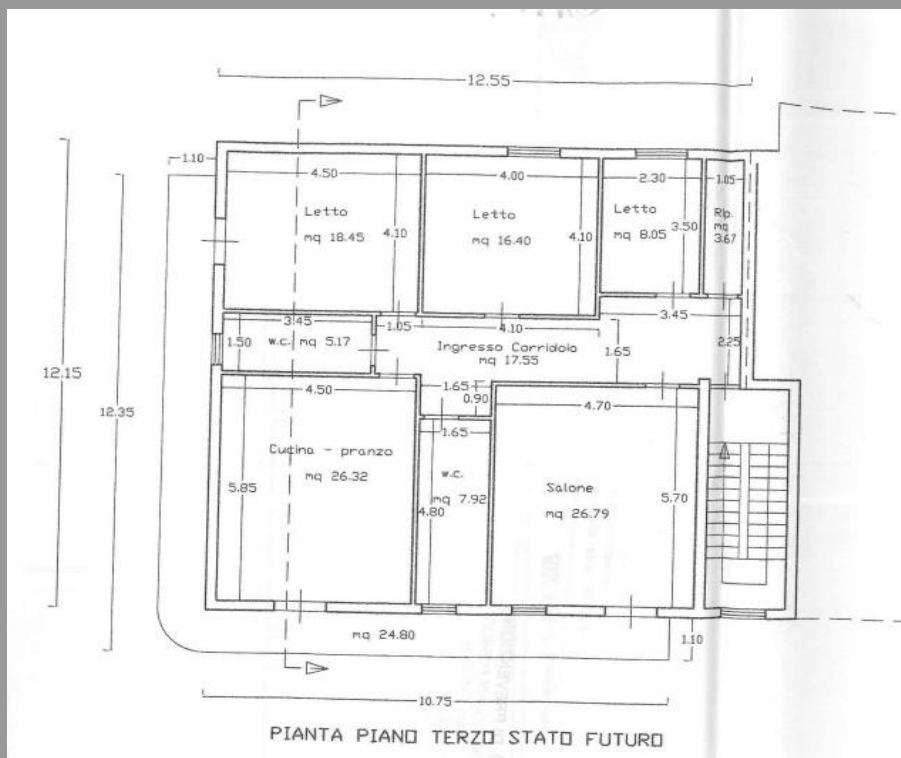 12.55
1.10
4.50
4.00
2.30
1.05
Letto
mq 18.45
4.10
Letto
mq 16.40
4.10
Letto
mq 8.05
3.50
Rip.
mq
3.67
3.45
w.c. mq 5.17
1.50
1.05
4.10
Ingresso Corridoio
mq 17.55
1.65
3.45
2.25
12.15
12.35
4.50
1.65
0.90
4.70
1.65
Cucina - pranzo
mq 26.32
5.85
w.c.
mq 7.92
4.80
Salone
mq 26.79
5.70
mq 24.80
1.10
10.75
PIANTA PIANO TERZO STATO FUTURO